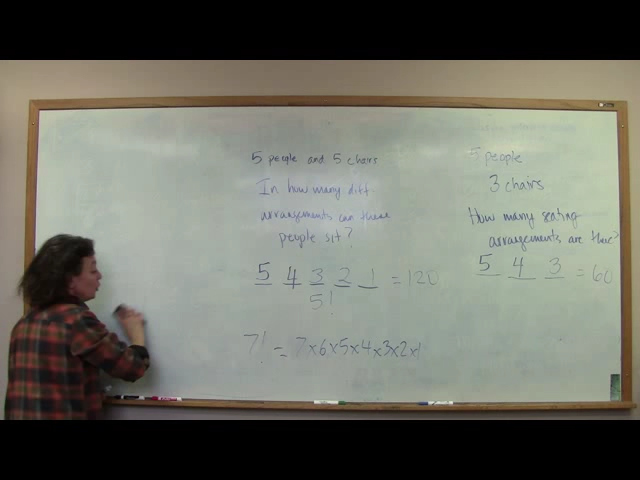 5 people and 5 chairs
In how many diff
arrangements can these
people sit?
5 4 3 2 1 = 120
5!
7! = 7x6x5x4x3x2x1
5 people
3 chairs
How many seating
arrangements are there?
5 4 3 = 60